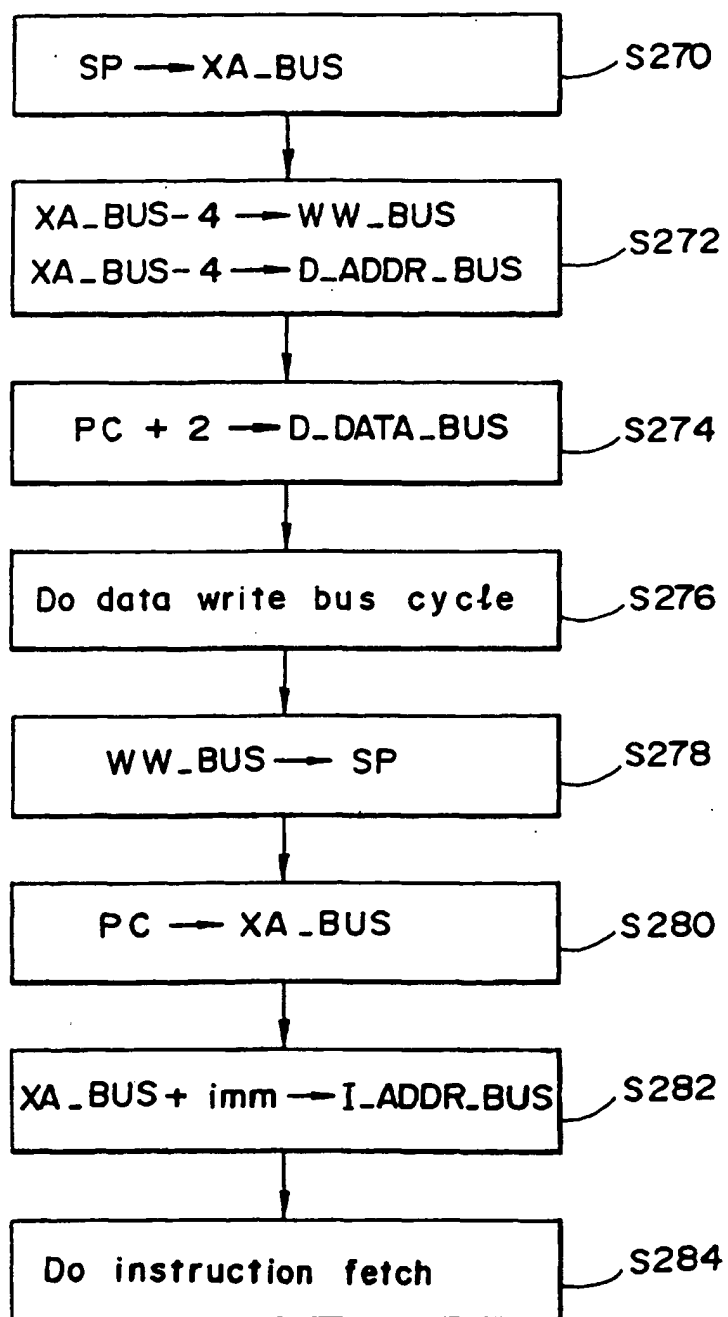 SP → XA_BUS
S270
XA_BUS-4 → WW_BUS
XA_BUS-4 → D_ADDR_BUS
S272
PC + 2 → D_DATA_BUS
S274
Do data write bus cycle
S276
WW_BUS → SP
S278
PC → XA_BUS
S280
XA_BUS + imm → I_ADDR_BUS
S282
Do instruction fetch
S284